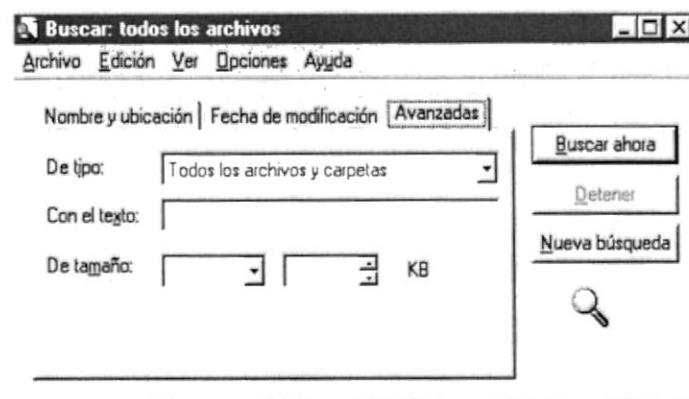 Buscar: todos los archivos
Archivo Edición Ver Opciones Ayuda
Nombre y ubicación Fecha de modificación Avanzadas
Buscar ahora
De tipo: Todos los archivos y carpetas
Detener
Con el texto:
Nueva búsqueda
De tamaño: KB